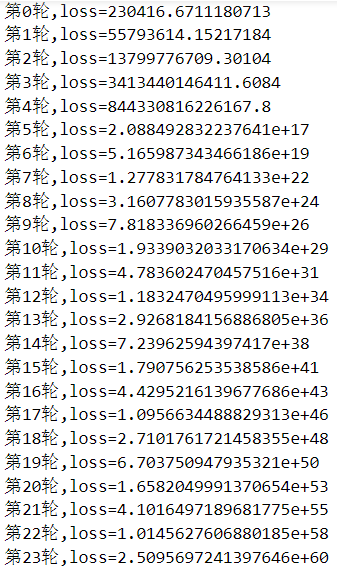 第0轮,loss=230416.6711180713
第1轮,loss=55793614.15217184
第2轮,loss=13799776709.30104
第3轮,loss=3413440146411.6084
第4轮,loss=844330816226167.8
第5轮,loss=2.088492832237641e+17
第6轮,loss=5.165987343466186e+19
第7轮,loss=1.277831784764133e+22
第8轮,loss=3.1607783015935587e+24
第9轮,loss=7.818336960266459e+26
第10轮,loss=1.9339032033170634e+29
第11轮,loss=4.783602470457516e+31
第12轮,loss=1.1832470495999113e+34
第13轮,loss=2.9268184156886805e+36
第14轮,loss=7.23962594397417e+38
第15轮,loss=1.790756253538586e+41
第16轮,loss=4.4295216139677686e+43
第17轮,loss=1.0956634488829313e+46
第18轮,loss=2.7101761721458355e+48
第19轮,loss=6.703750947935321e+50
第20轮,loss=1.6582049991370654e+53
第21轮,loss=4.1016497189681775e+55
第22轮,loss=1.0145627606880185e+58
第23轮,loss=2.5095697241397646e+60